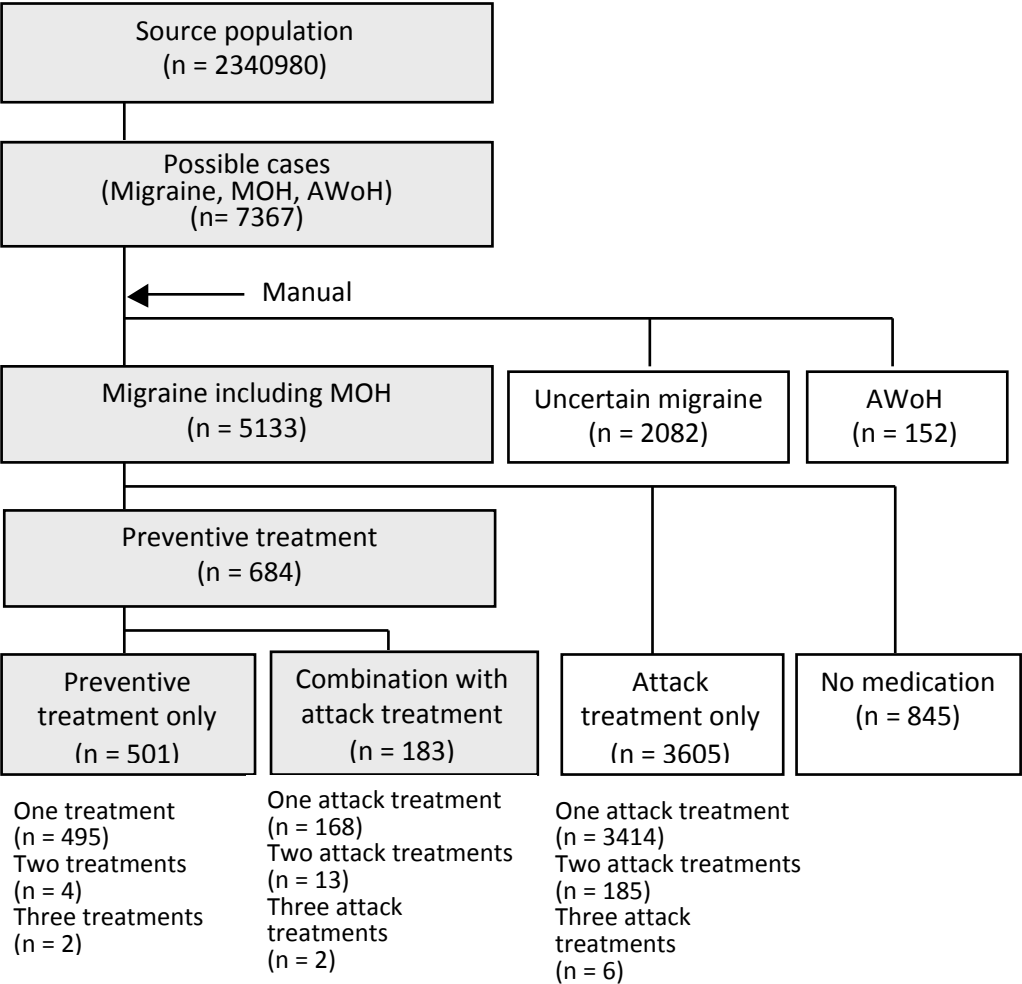 Source population
(n = 2340980)
Possible cases
(Migraine, MOH, AWoH)
(n= 7367)
Manual
Migraine including MOH
(n = 5133)
Uncertain migraine
(n = 2082)
AWoH
(n = 152)
Preventive treatment
(n = 684)
Preventive
treatment only
(n = 501)
Combination with
attack treatment
(n = 183)
Attack
treatment only
(n = 3605)
No medication
(n = 845)
One treatment
(n = 495)
Two treatments
(n = 4)
Three treatments
(n = 2)
One attack treatment
(n = 168)
Two attack treatments
(n = 13)
Three attack
treatments
(n = 2)
One attack treatment
(n = 3414)
Two attack treatments
(n = 185)
Three attack
treatments
(n = 6)